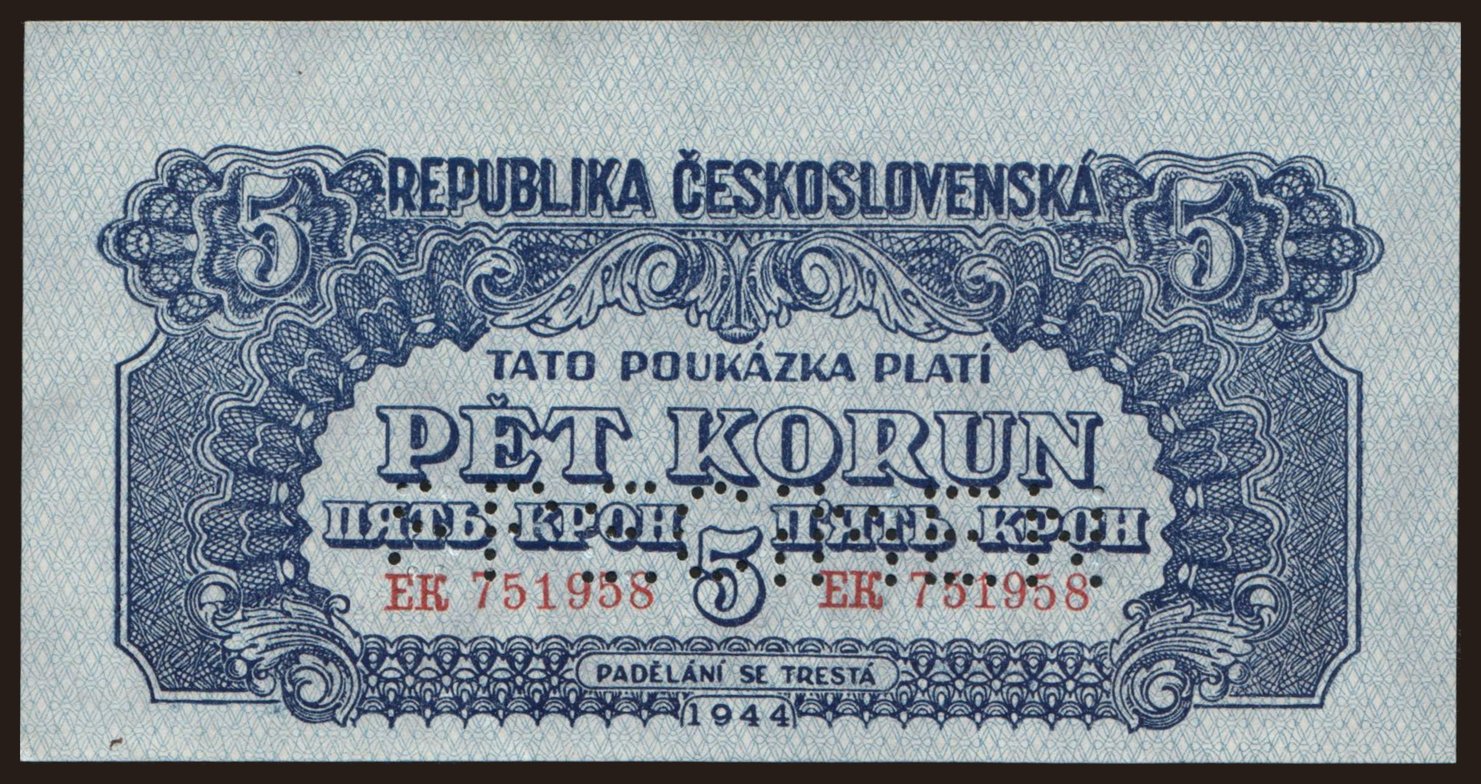 5 REPUBLIKA ČESKOSLOVENSKÁ 5
TATO POUKÁZKA PLATÍ
PĚT KORUN
ПЯТЬ КРОН 5 П'ЯТЬ КРОН
ЕК 751958 ЕК 751958
PADĚLÁNÍ SE TRESTÁ
1944